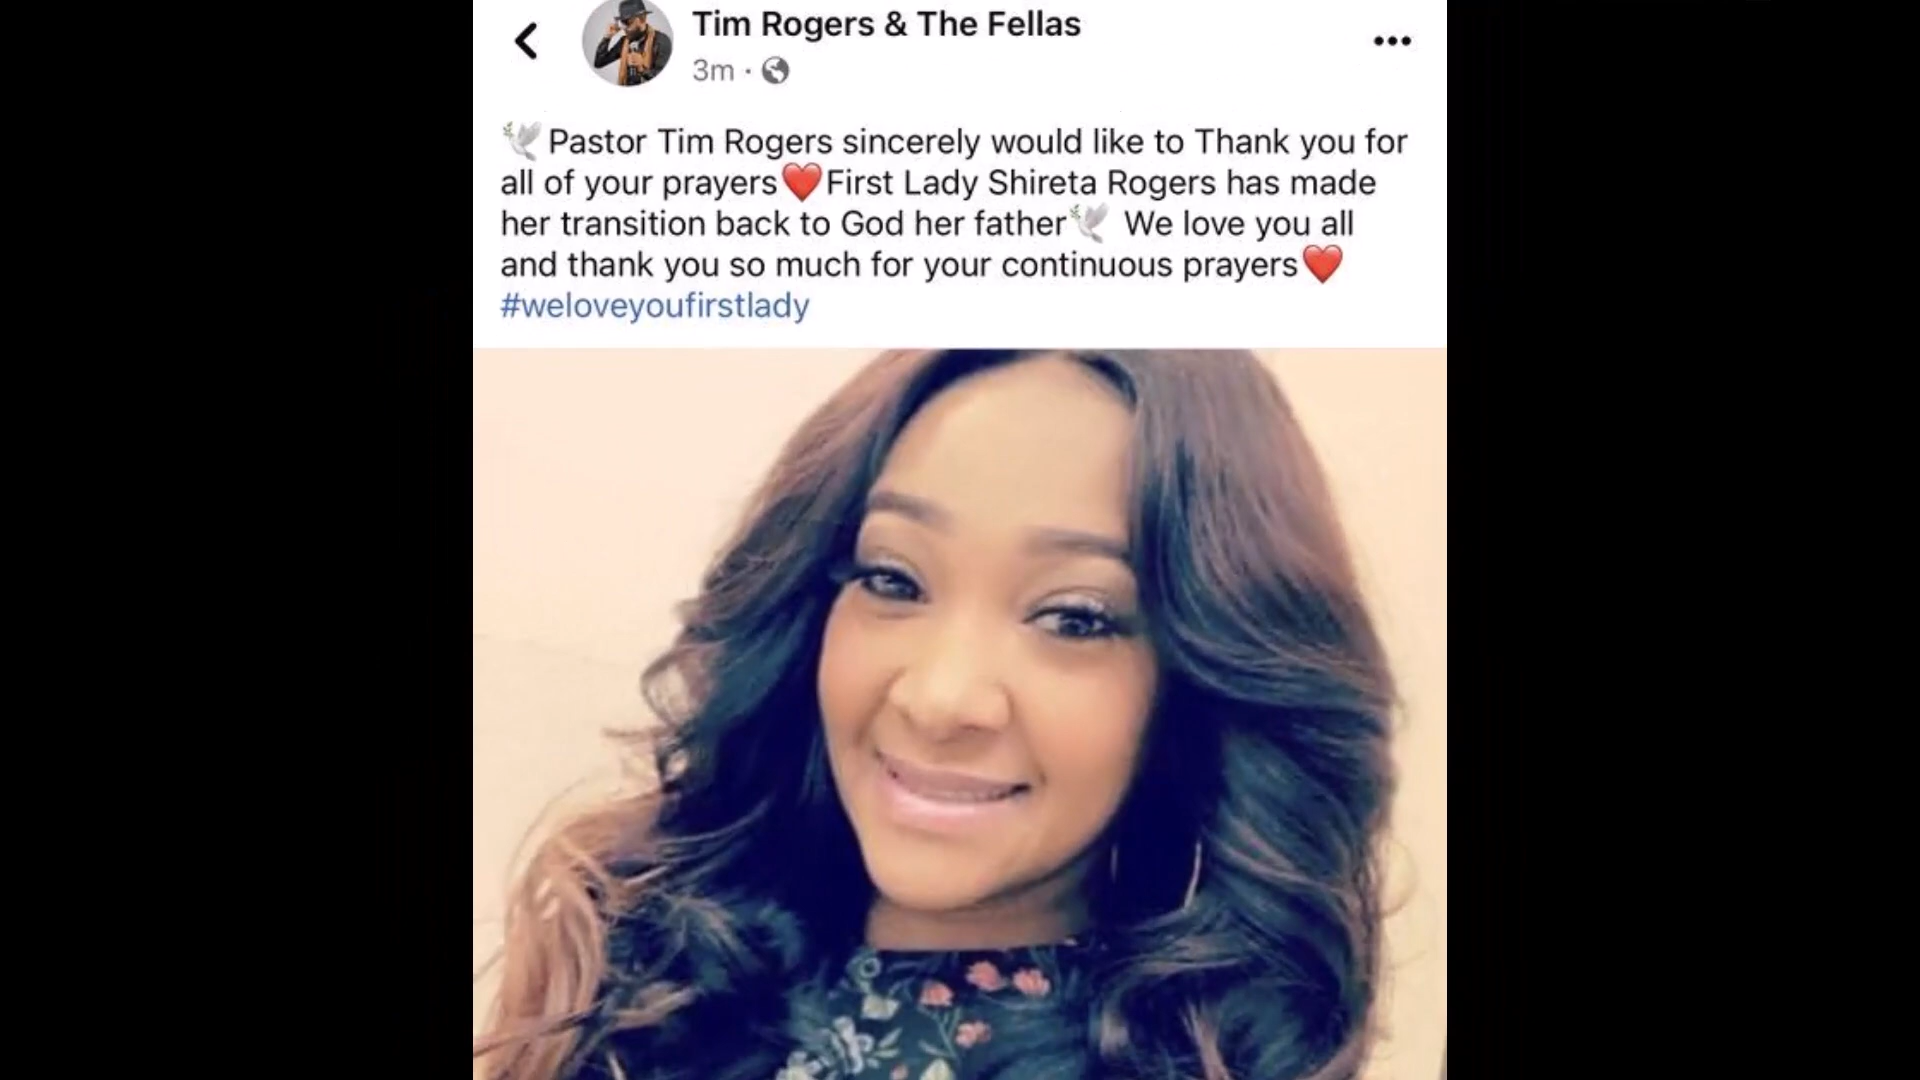 Tim Rogers & The Fellas
3m ·
🕊Pastor Tim Rogers sincerely would like to Thank you for
all of your prayers❤️First Lady Shireta Rogers has made
her transition back to God her father🕊 We love you all
and thank you so much for your continuous prayers❤️
#weloveyoufirstlady